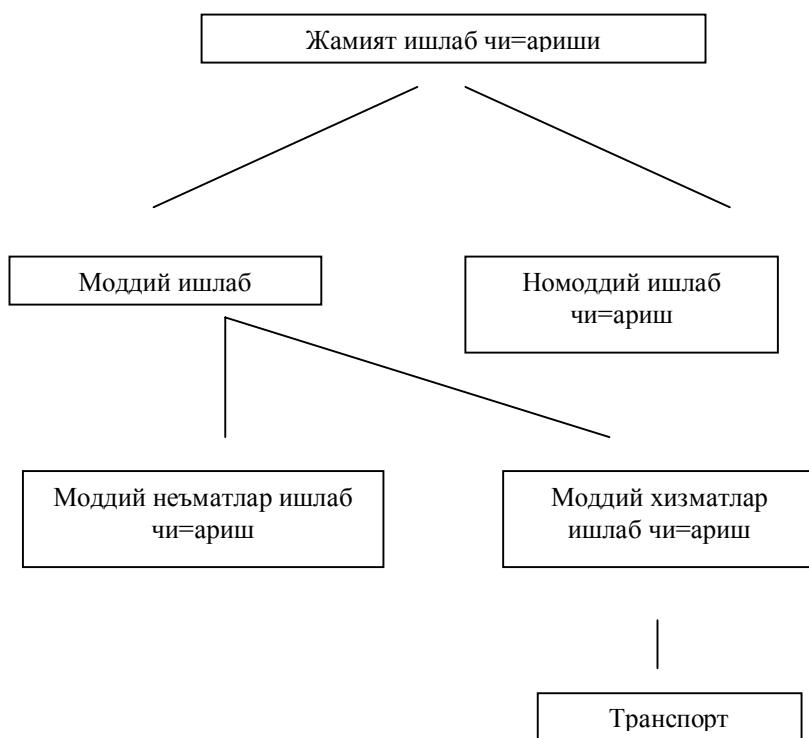 Жамият ишлаб чи=ариши
Моддий ишлаб
Номоддий ишлаб
чи=ариш
Моддий неъматлар ишлаб
чи=ариш
Моддий хизматлар
ишлаб чи=ариш
Транспорт